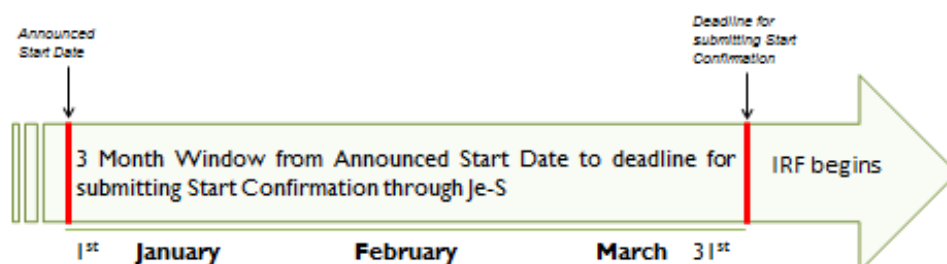 Announced
Start Date
Deadline for
submitting Start
Confirmation
3 Month Window from Announced Start Date to deadline for
submitting Start Confirmation through Je-S
IRF begins
1st January February March 31st